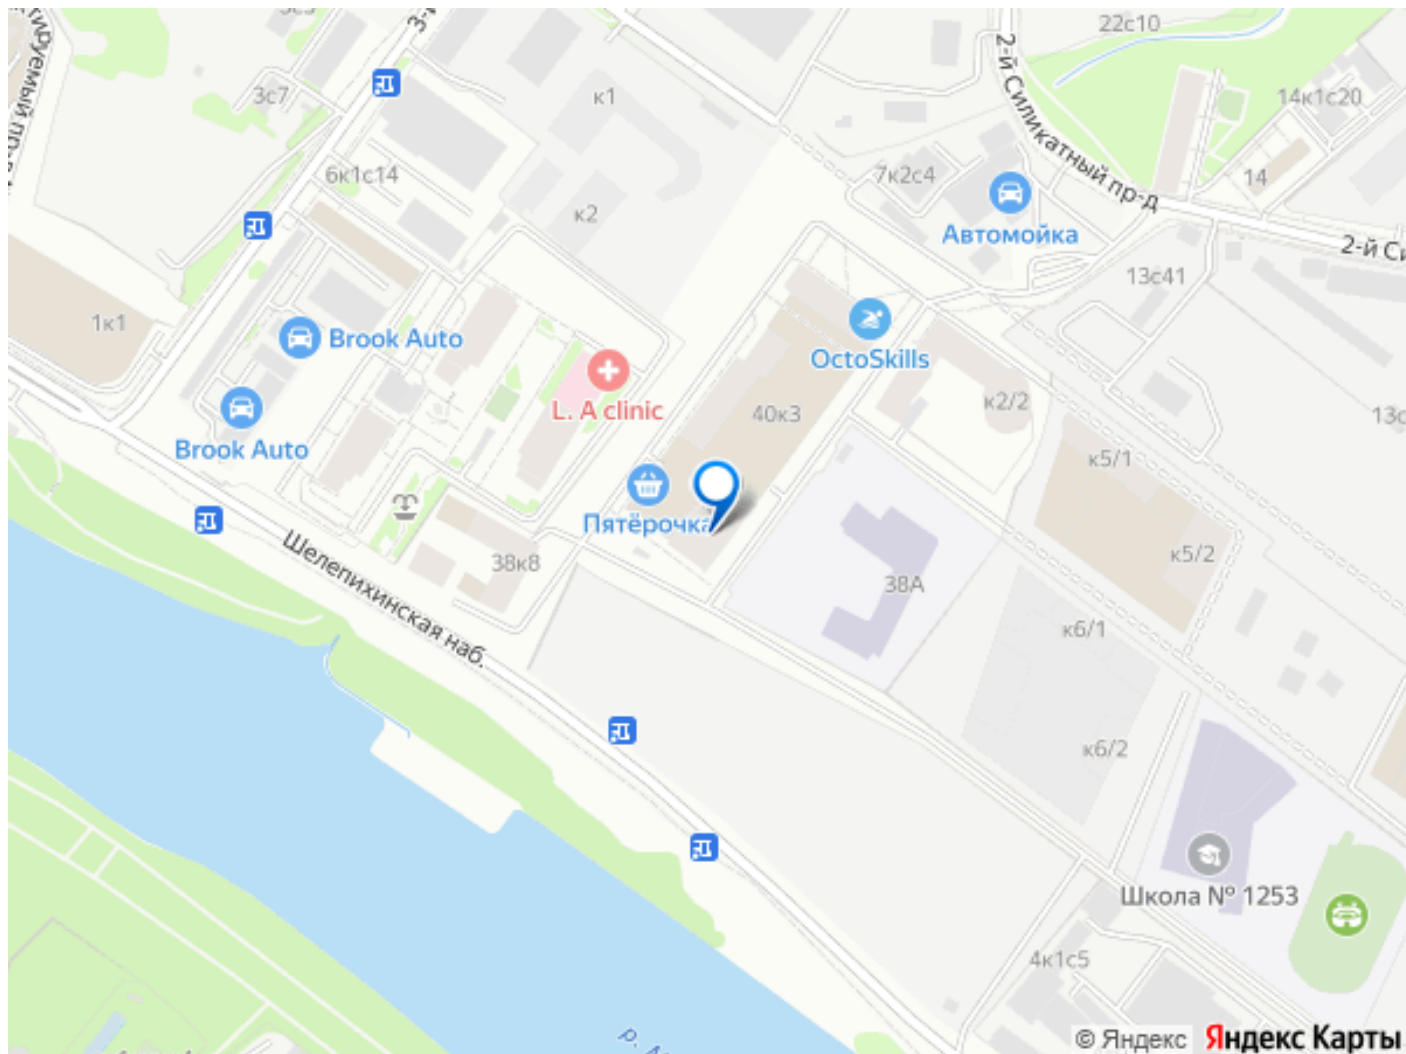 3с3
22с10
3-й
2-й Силикатный пр-д
3с7
к1
14к1с20
6к1с14
7к2с4
14
к2
Автомойка
2-й Си
13с41
1к1
Brook Auto
OctoSkills
L. A clinic
40к3
к2/2
13с
Brook Auto
к5/1
Пятёрочка
Шелепихинская наб.
38к8
к5/2
38А
к6/1
к6/2
Школа № 1253
4к1с5
р.
© Яндекс Яндекс Карты